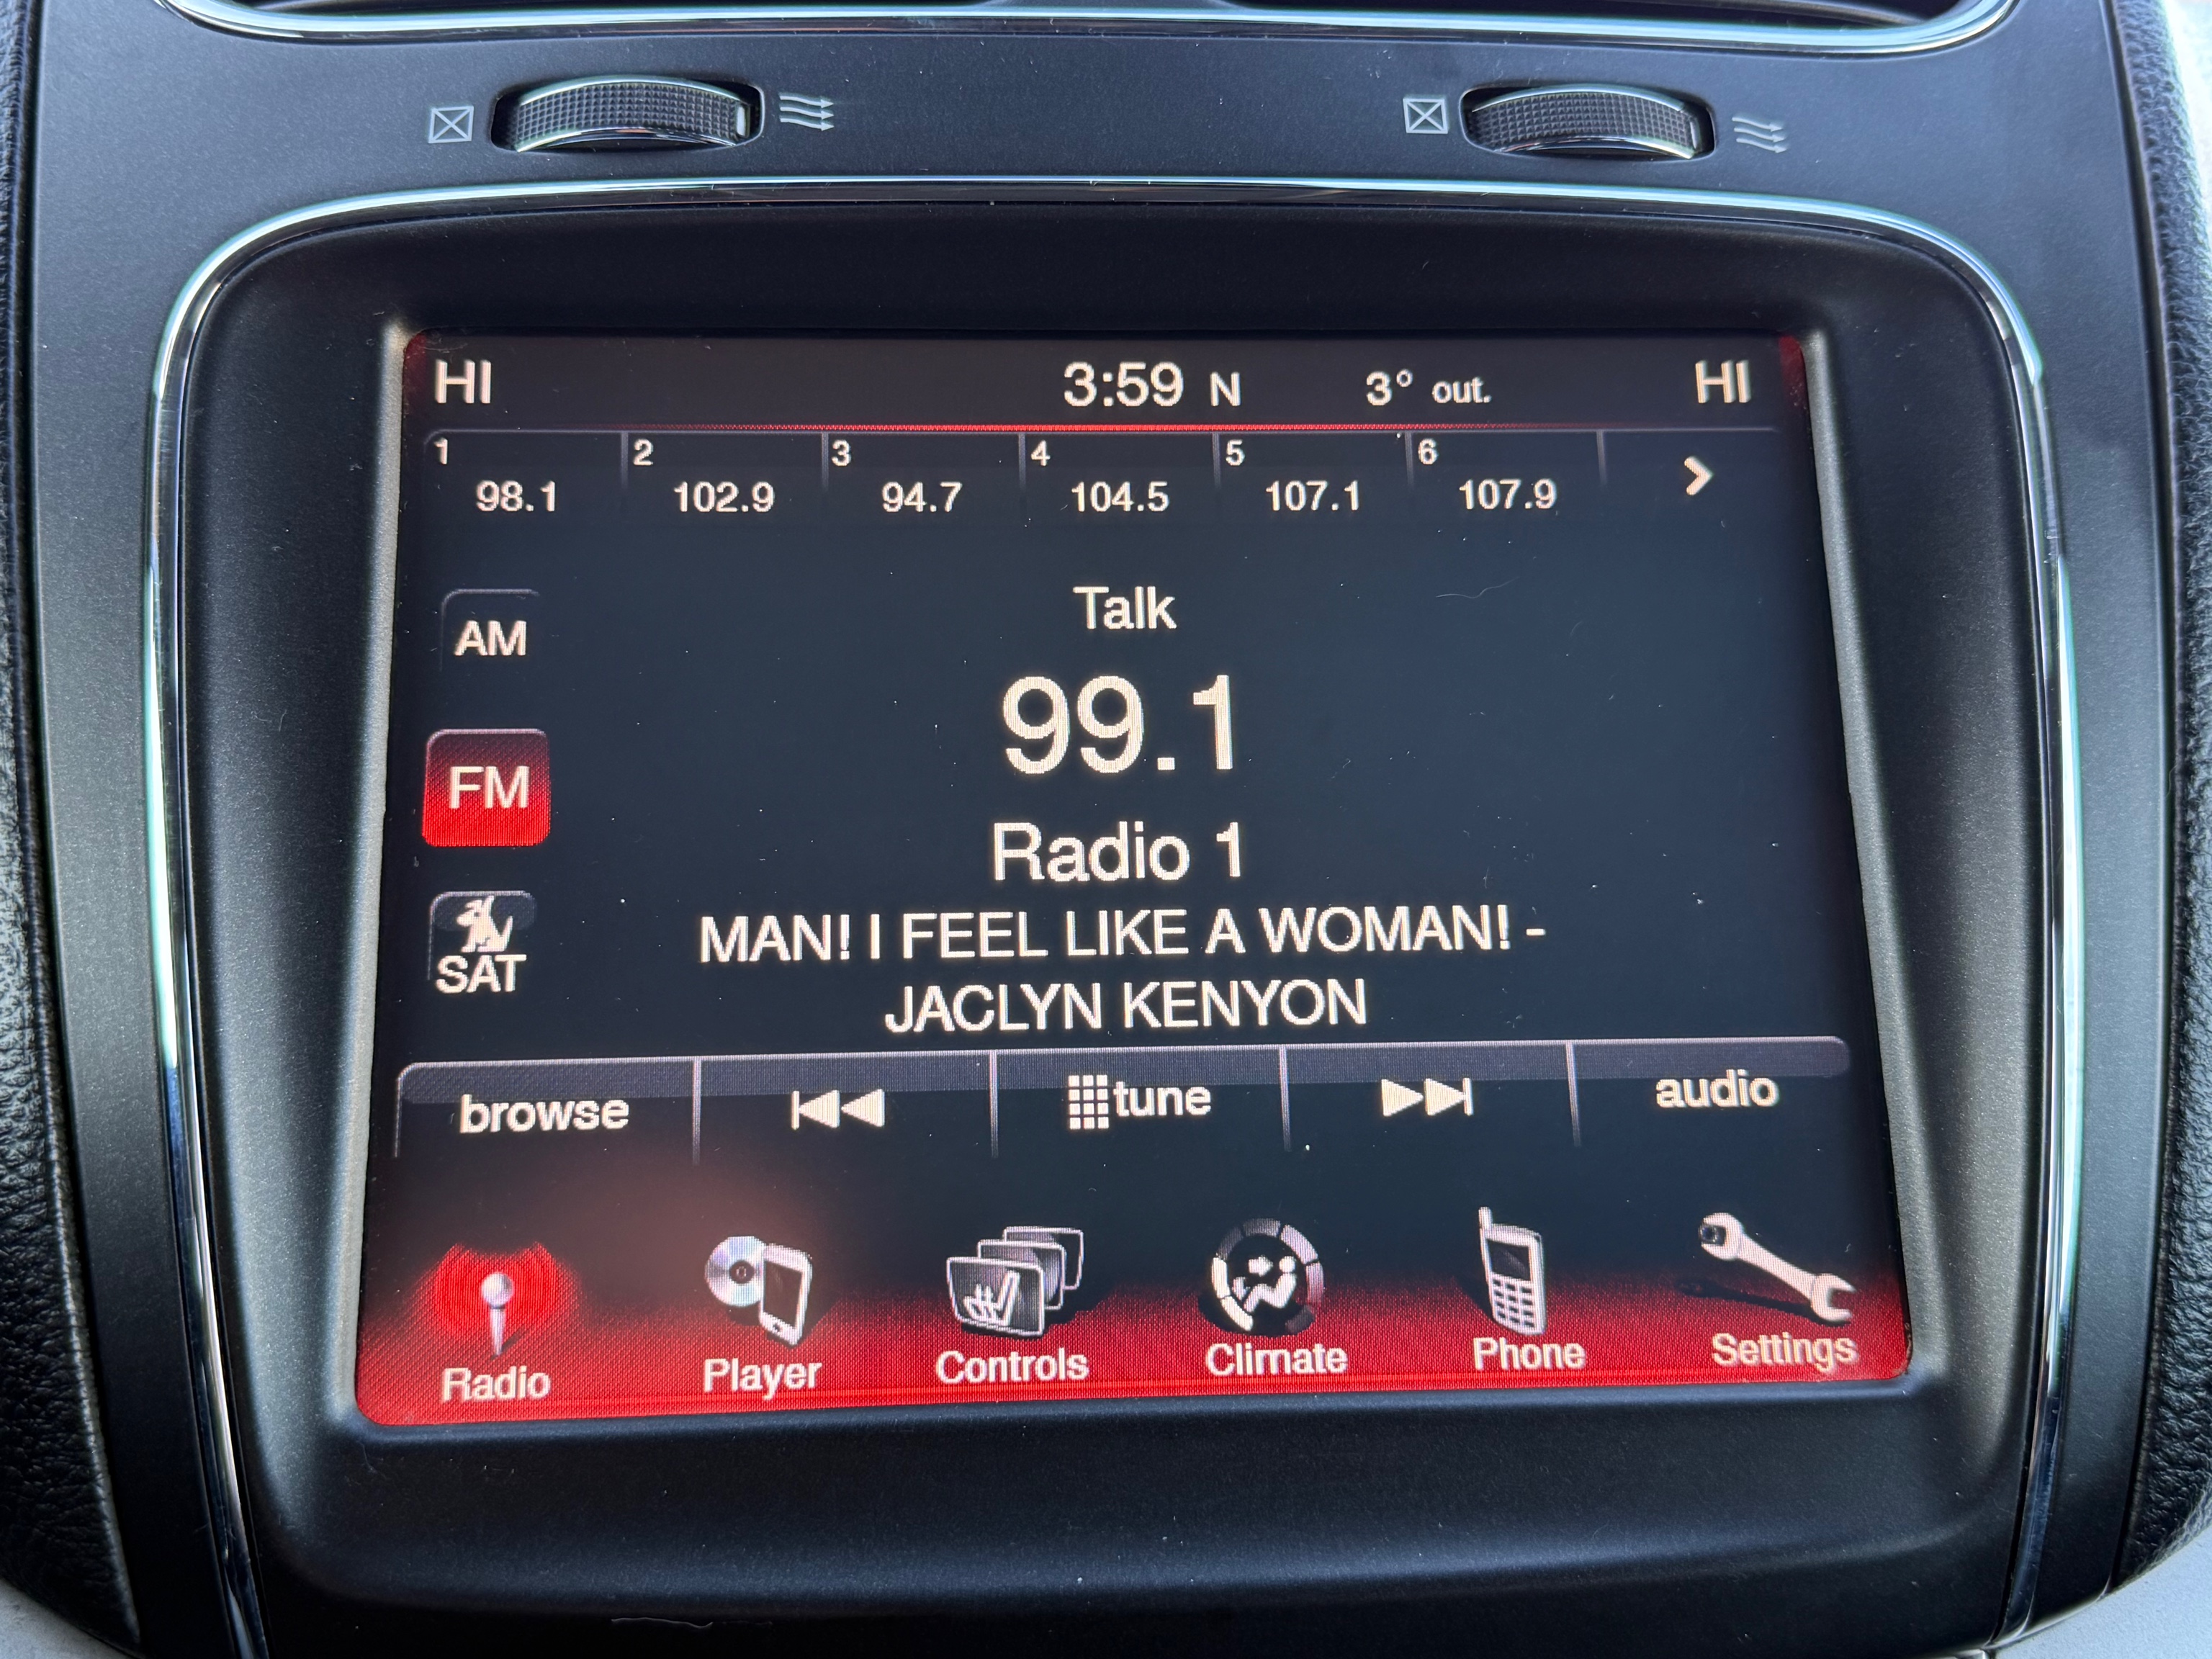 HI 3:59 N 3° out. HI
1 2 3 4 5 6
98.1 102.9 94.7 104.5 107.1 107.9
Talk
AM
99.1
FM
Radio 1
MAN! I FEEL LIKE A WOMAN! -
SAT
JACLYN KENYON
browse tune audio
Radio Player Controls Climate Phone Settings